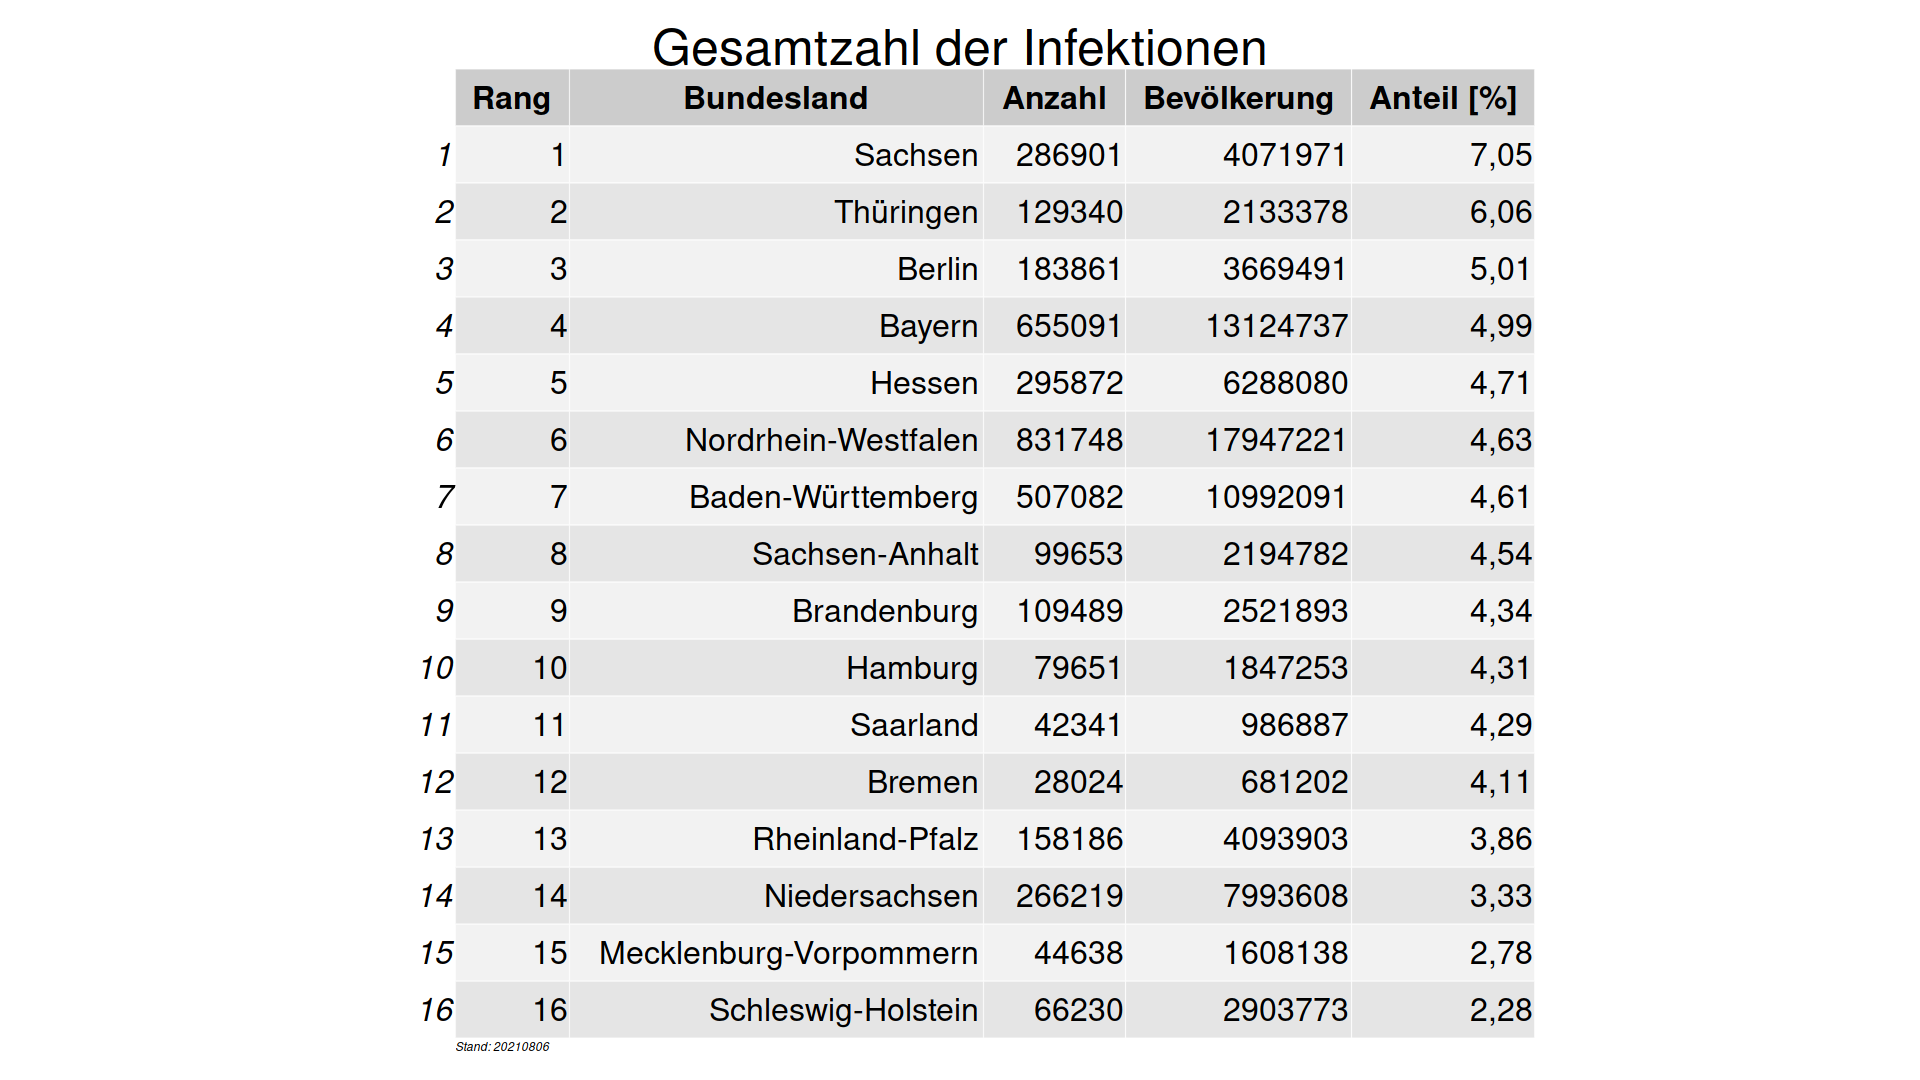 Gesamtzahl der Infektionen
Rang Bundesland Anzahl Bevölkerung Anteil [%]
1 1 Sachsen 286901 4071971 7,05
2 2 Thüringen 129340 2133378 6,06
3 3 Berlin 183861 3669491 5,01
4 4 Bayern 655091 13124737 4,99
5 5 Hessen 295872 6288080 4,71
6 6 Nordrhein-Westfalen 831748 17947221 4,63
7 7 Baden-Württemberg 507082 10992091 4,61
8 8 Sachsen-Anhalt 99653 2194782 4,54
9 9 Brandenburg 109489 2521893 4,34
10 10 Hamburg 79651 1847253 4,31
11 11 Saarland 42341 986887 4,29
12 12 Bremen 28024 681202 4,11
13 13 Rheinland-Pfalz 158186 4093903 3,86
14 14 Niedersachsen 266219 7993608 3,33
15 15 Mecklenburg-Vorpommern 44638 1608138 2,78
16 16 Schleswig-Holstein 66230 2903773 2,28
Stand: 20210806